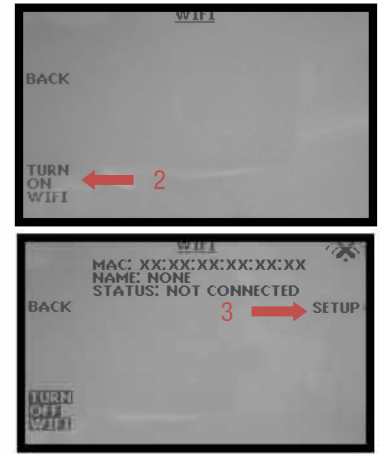 WIFI
BACK
TURN
ON
WIFI
2
WIFI
MAC: XX:XX:XX:XX:XX:XX
NAME: NONE
STATUS: NOT CONNECTED
BACK
3
SETUP
TURN
OFF
WIFI